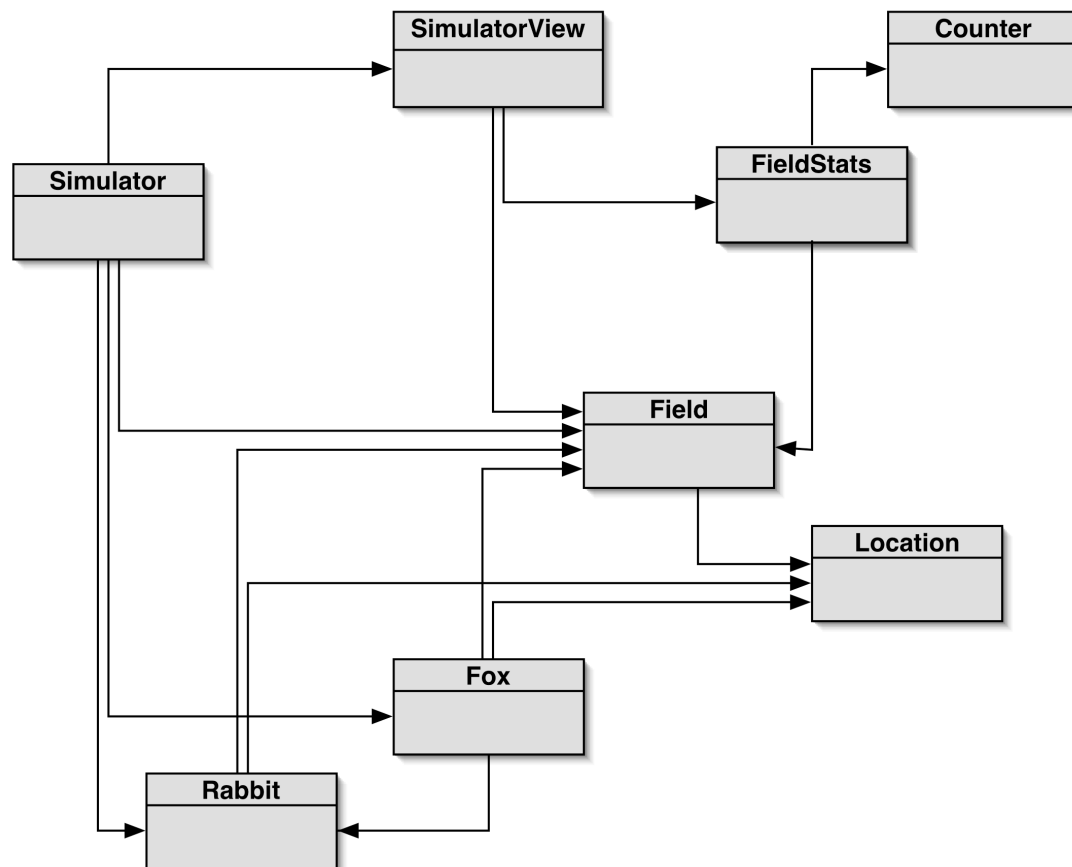 SimulatorView
Counter
FieldStats
Simulator
Field
Location
Fox
Rabbit